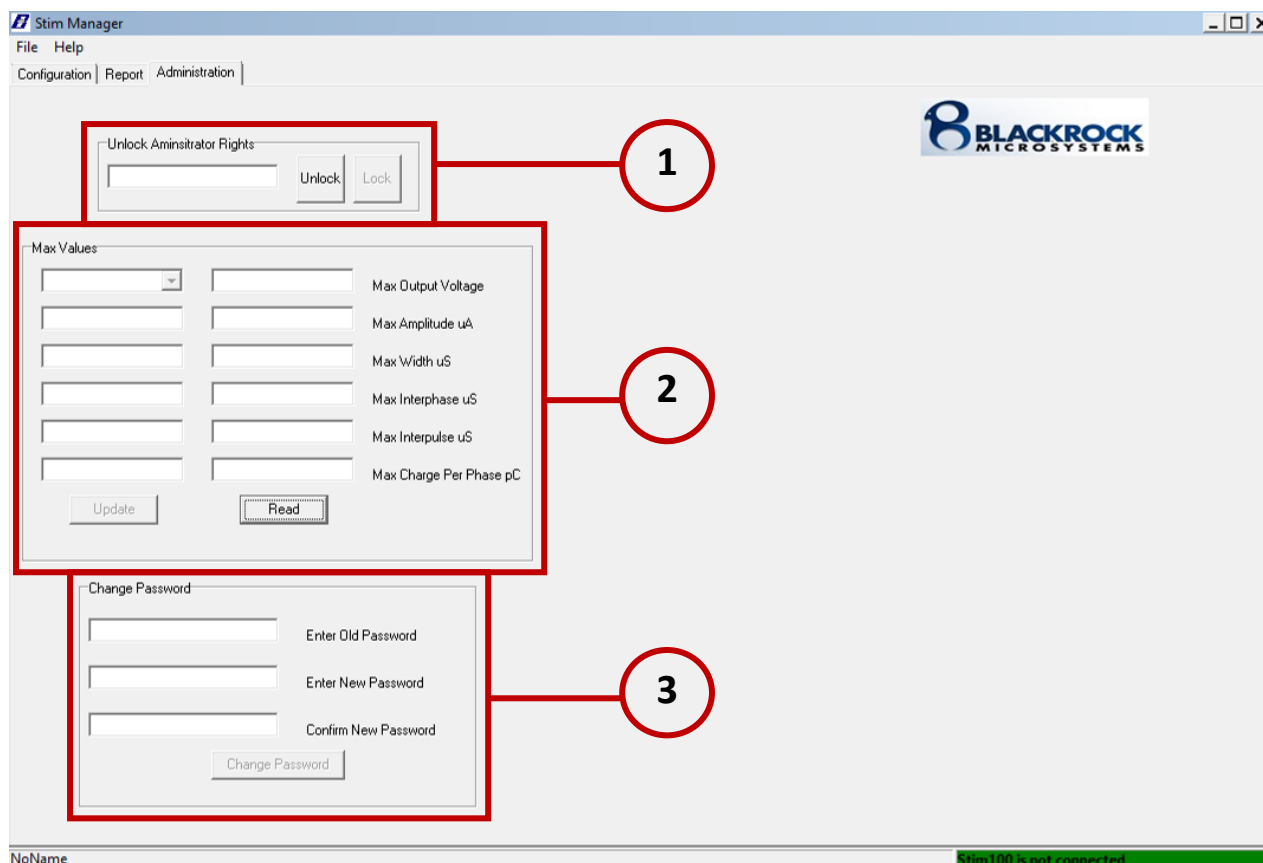 Stim Manager
File Help
Configuration Report Administration
BLACKROCK
MICROSYSTEMS
Unlock Aminsitrator Rights
Unlock Lock
1
Max Values
Max Output Voltage
Max Amplitude uA
Max Width uS
Max Interphase uS
Max Interpulse uS
Max Charge Per Phase pC
Update Read
2
Change Password
Enter Old Password
Enter New Password
Confirm New Password
Change Password
3
NoName Stim100 is not connected